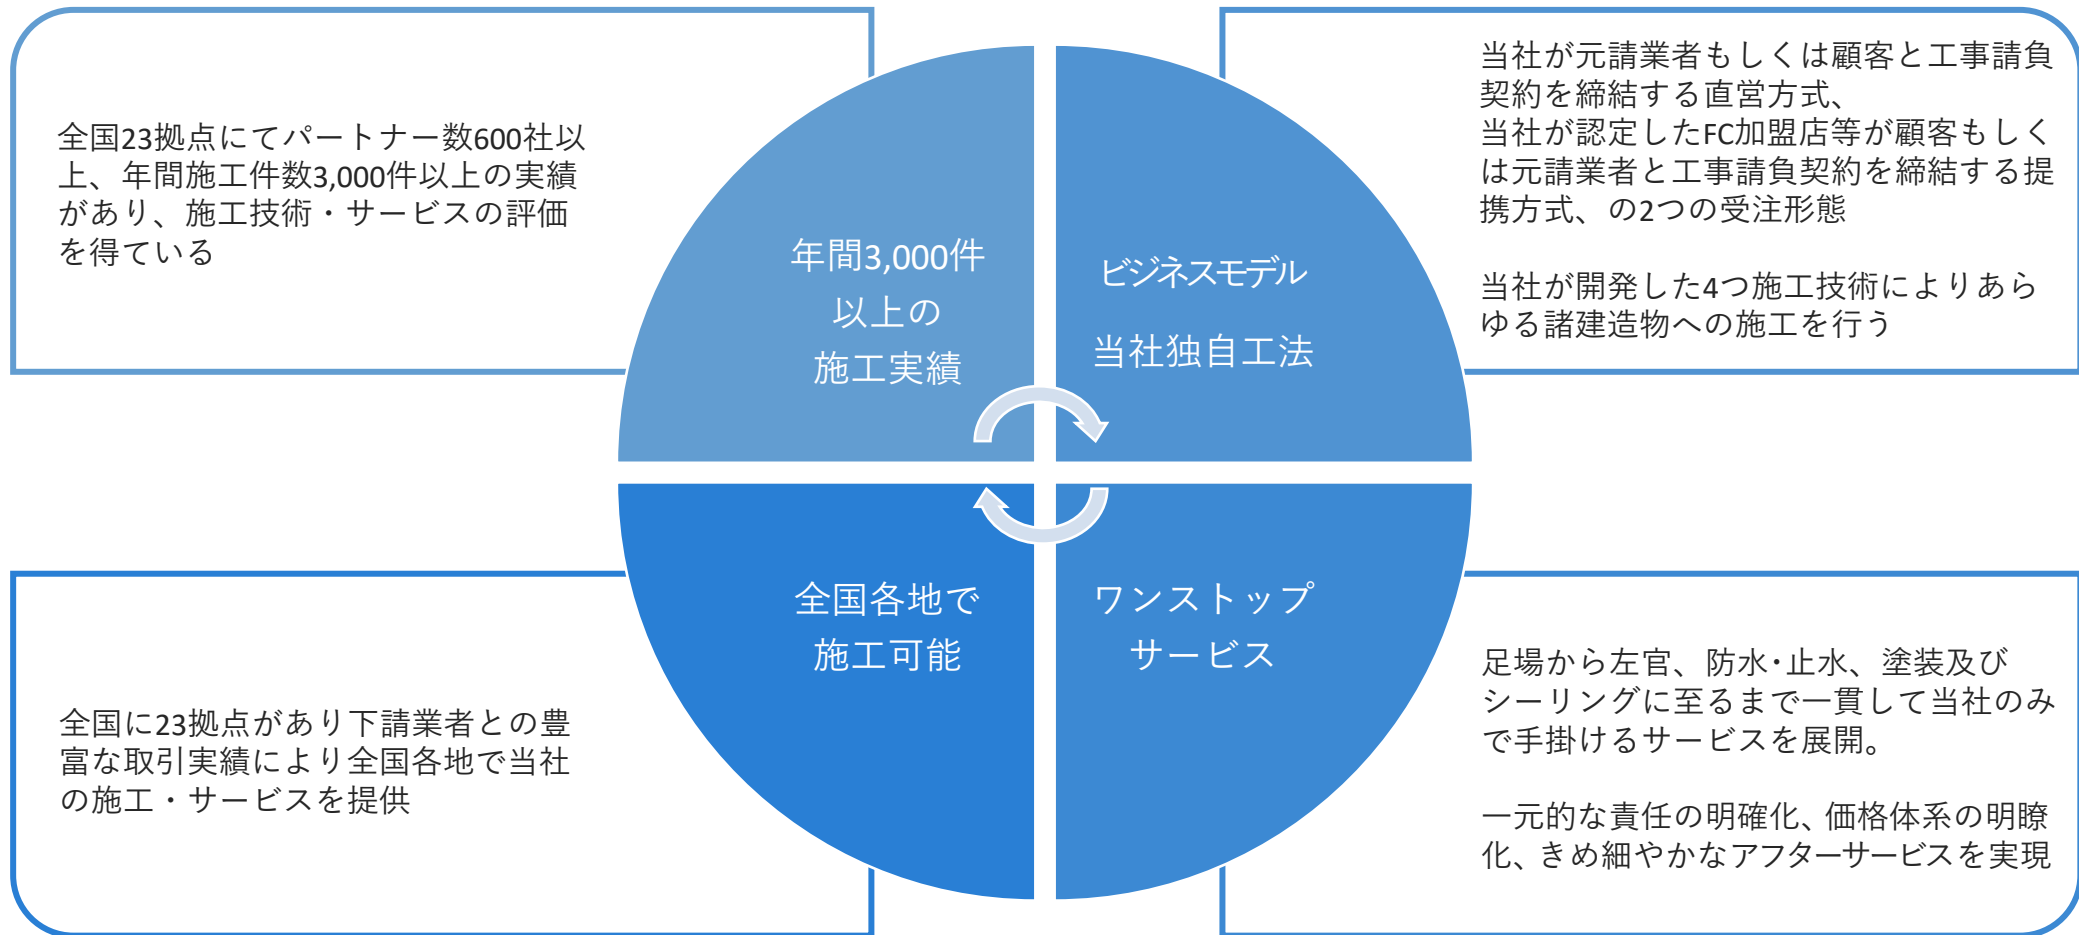 全国23拠点にてパートナー数600社以
上、年間施工件数3,000件以上の実績
があり、施工技術・サービスの評価
を得ている
年間3,000件
以上の
施工実績
ビジネスモデル
当社独自工法
当社が元請業者もしくは顧客と工事請負
契約を締結する直営方式、
当社が認定したFC加盟店等が顧客もしく
は元請業者と工事請負契約を締結する提
携方式、の2つの受注形態
当社が開発した4つ施工技術によりあら
ゆる諸建造物への施工を行う
全国に23拠点があり下請業者との豊
富な取引実績により全国各地で当社
の施工・サービスを提供
全国各地で
施工可能
ワンストップ
サービス
足場から左官、防水・止水、塗装及び
シーリングに至るまで一貫して当社のみ
で手掛けるサービスを展開。
一元的な責任の明確化、価格体系の明瞭
化、きめ細やかなアフターサービスを実現